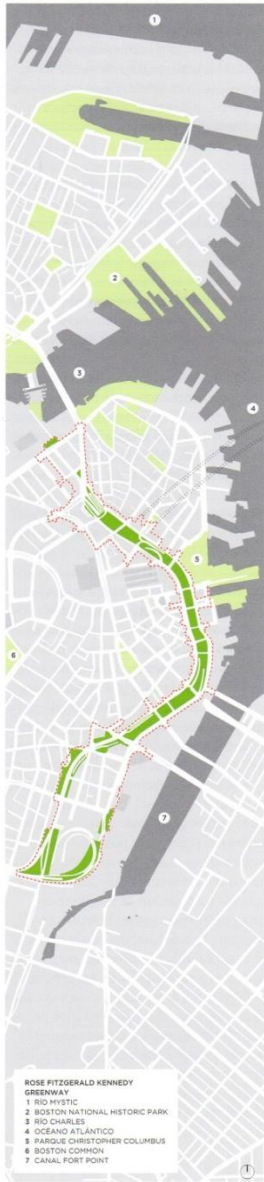 1
2
3
4
5
6
7
ROSE FITZGERALD KENNEDY
GREENWAY
1 RÍO MYSTIC
2 BOSTON NATIONAL HISTORIC PARK
3 RÍO CHARLES
4 OCÉANO ATLÁNTICO
5 PARQUE CHRISTOPHER COLUMBUS
6 BOSTON COMMON
7 CANAL FORT POINT